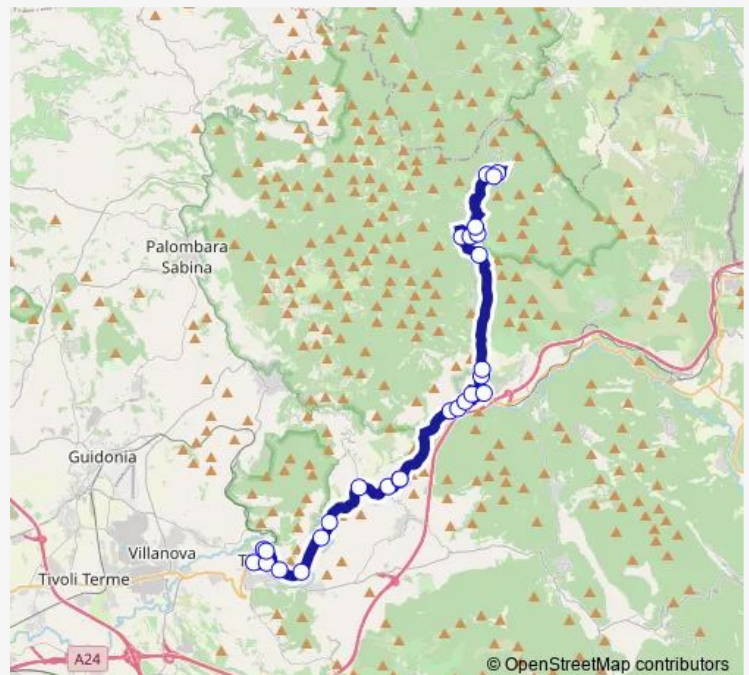 Palombara
Sabina
Guidonia
Villanova
T
Tivoli Terme
A24
© OpenStreetMap contributors